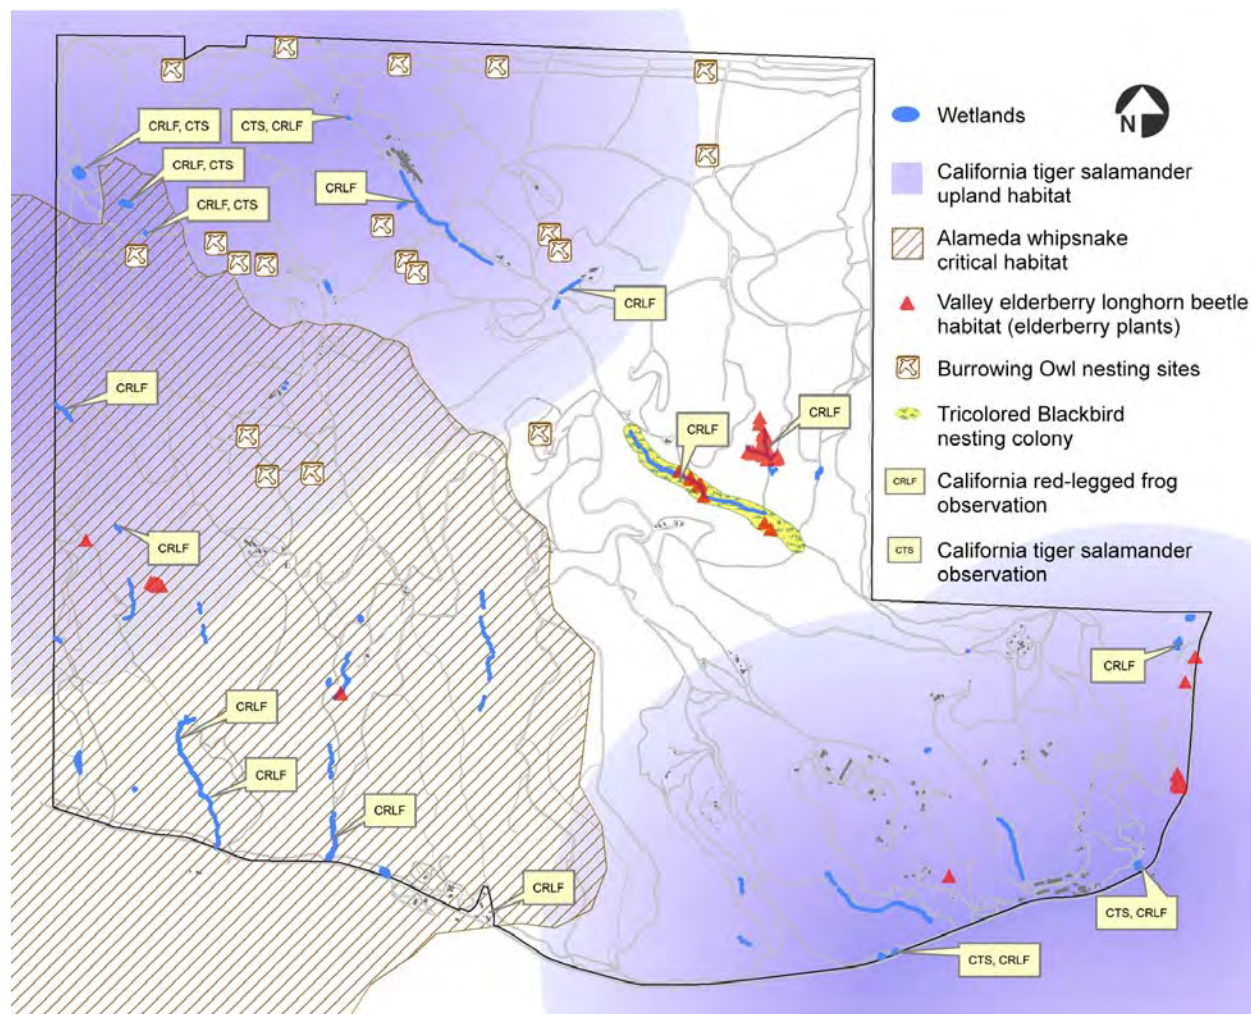 CRLF, CTS
CTS, CRLF
CRLF, CTS
CRLF
CRLF, CTS
CRLF
CRLF
CRLF
CRLF
CRLF
CRLF
CRLF
CRLF
CRLF
CRLF
CTS, CRLF
CTS, CRLF
N
Wetlands
California tiger salamander
upland habitat
Alameda whipsnake
critical habitat
Valley elderberry longhorn beetle
habitat (elderberry plants)
Burrowing Owl nesting sites
Tricolored Blackbird
nesting colony
CRLF
California red-legged frog
observation
CTS
California tiger salamander
observation